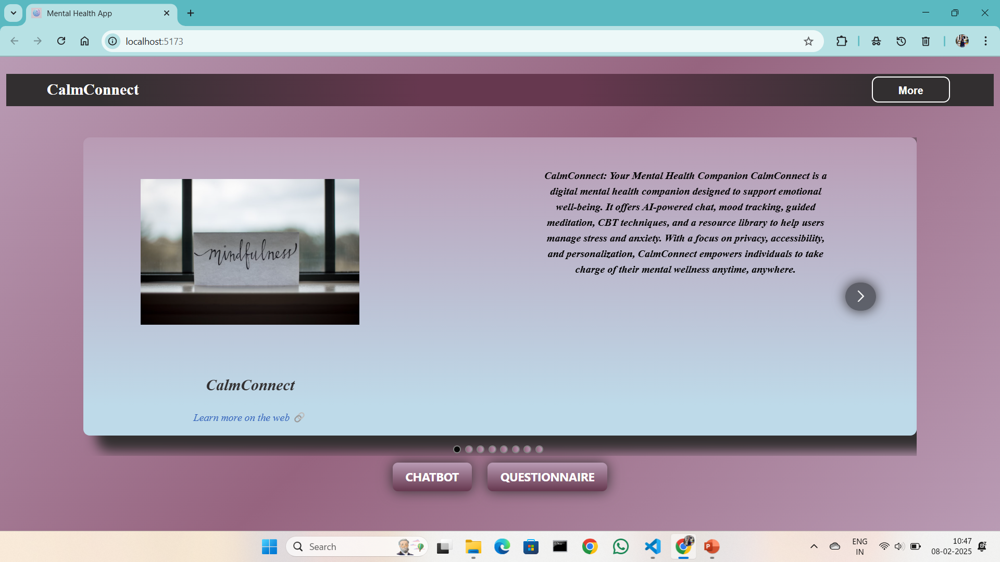 Mental Health App
localhost:5173
CalmConnect
More
mindfulness
CalmConnect: Your Mental Health Companion CalmConnect is a
digital mental health companion designed to support emotional
well-being. It offers AI-powered chat, mood tracking, guided
meditation, CBT techniques, and a resource library to help users
manage stress and anxiety. With a focus on privacy, accessibility,
and personalization, CalmConnect empowers individuals to take
charge of their mental wellness anytime, anywhere.
CalmConnect
Learn more on the web
CHATBOT
QUESTIONNAIRE
Search
ENG
IN
10:47
08-02-2025